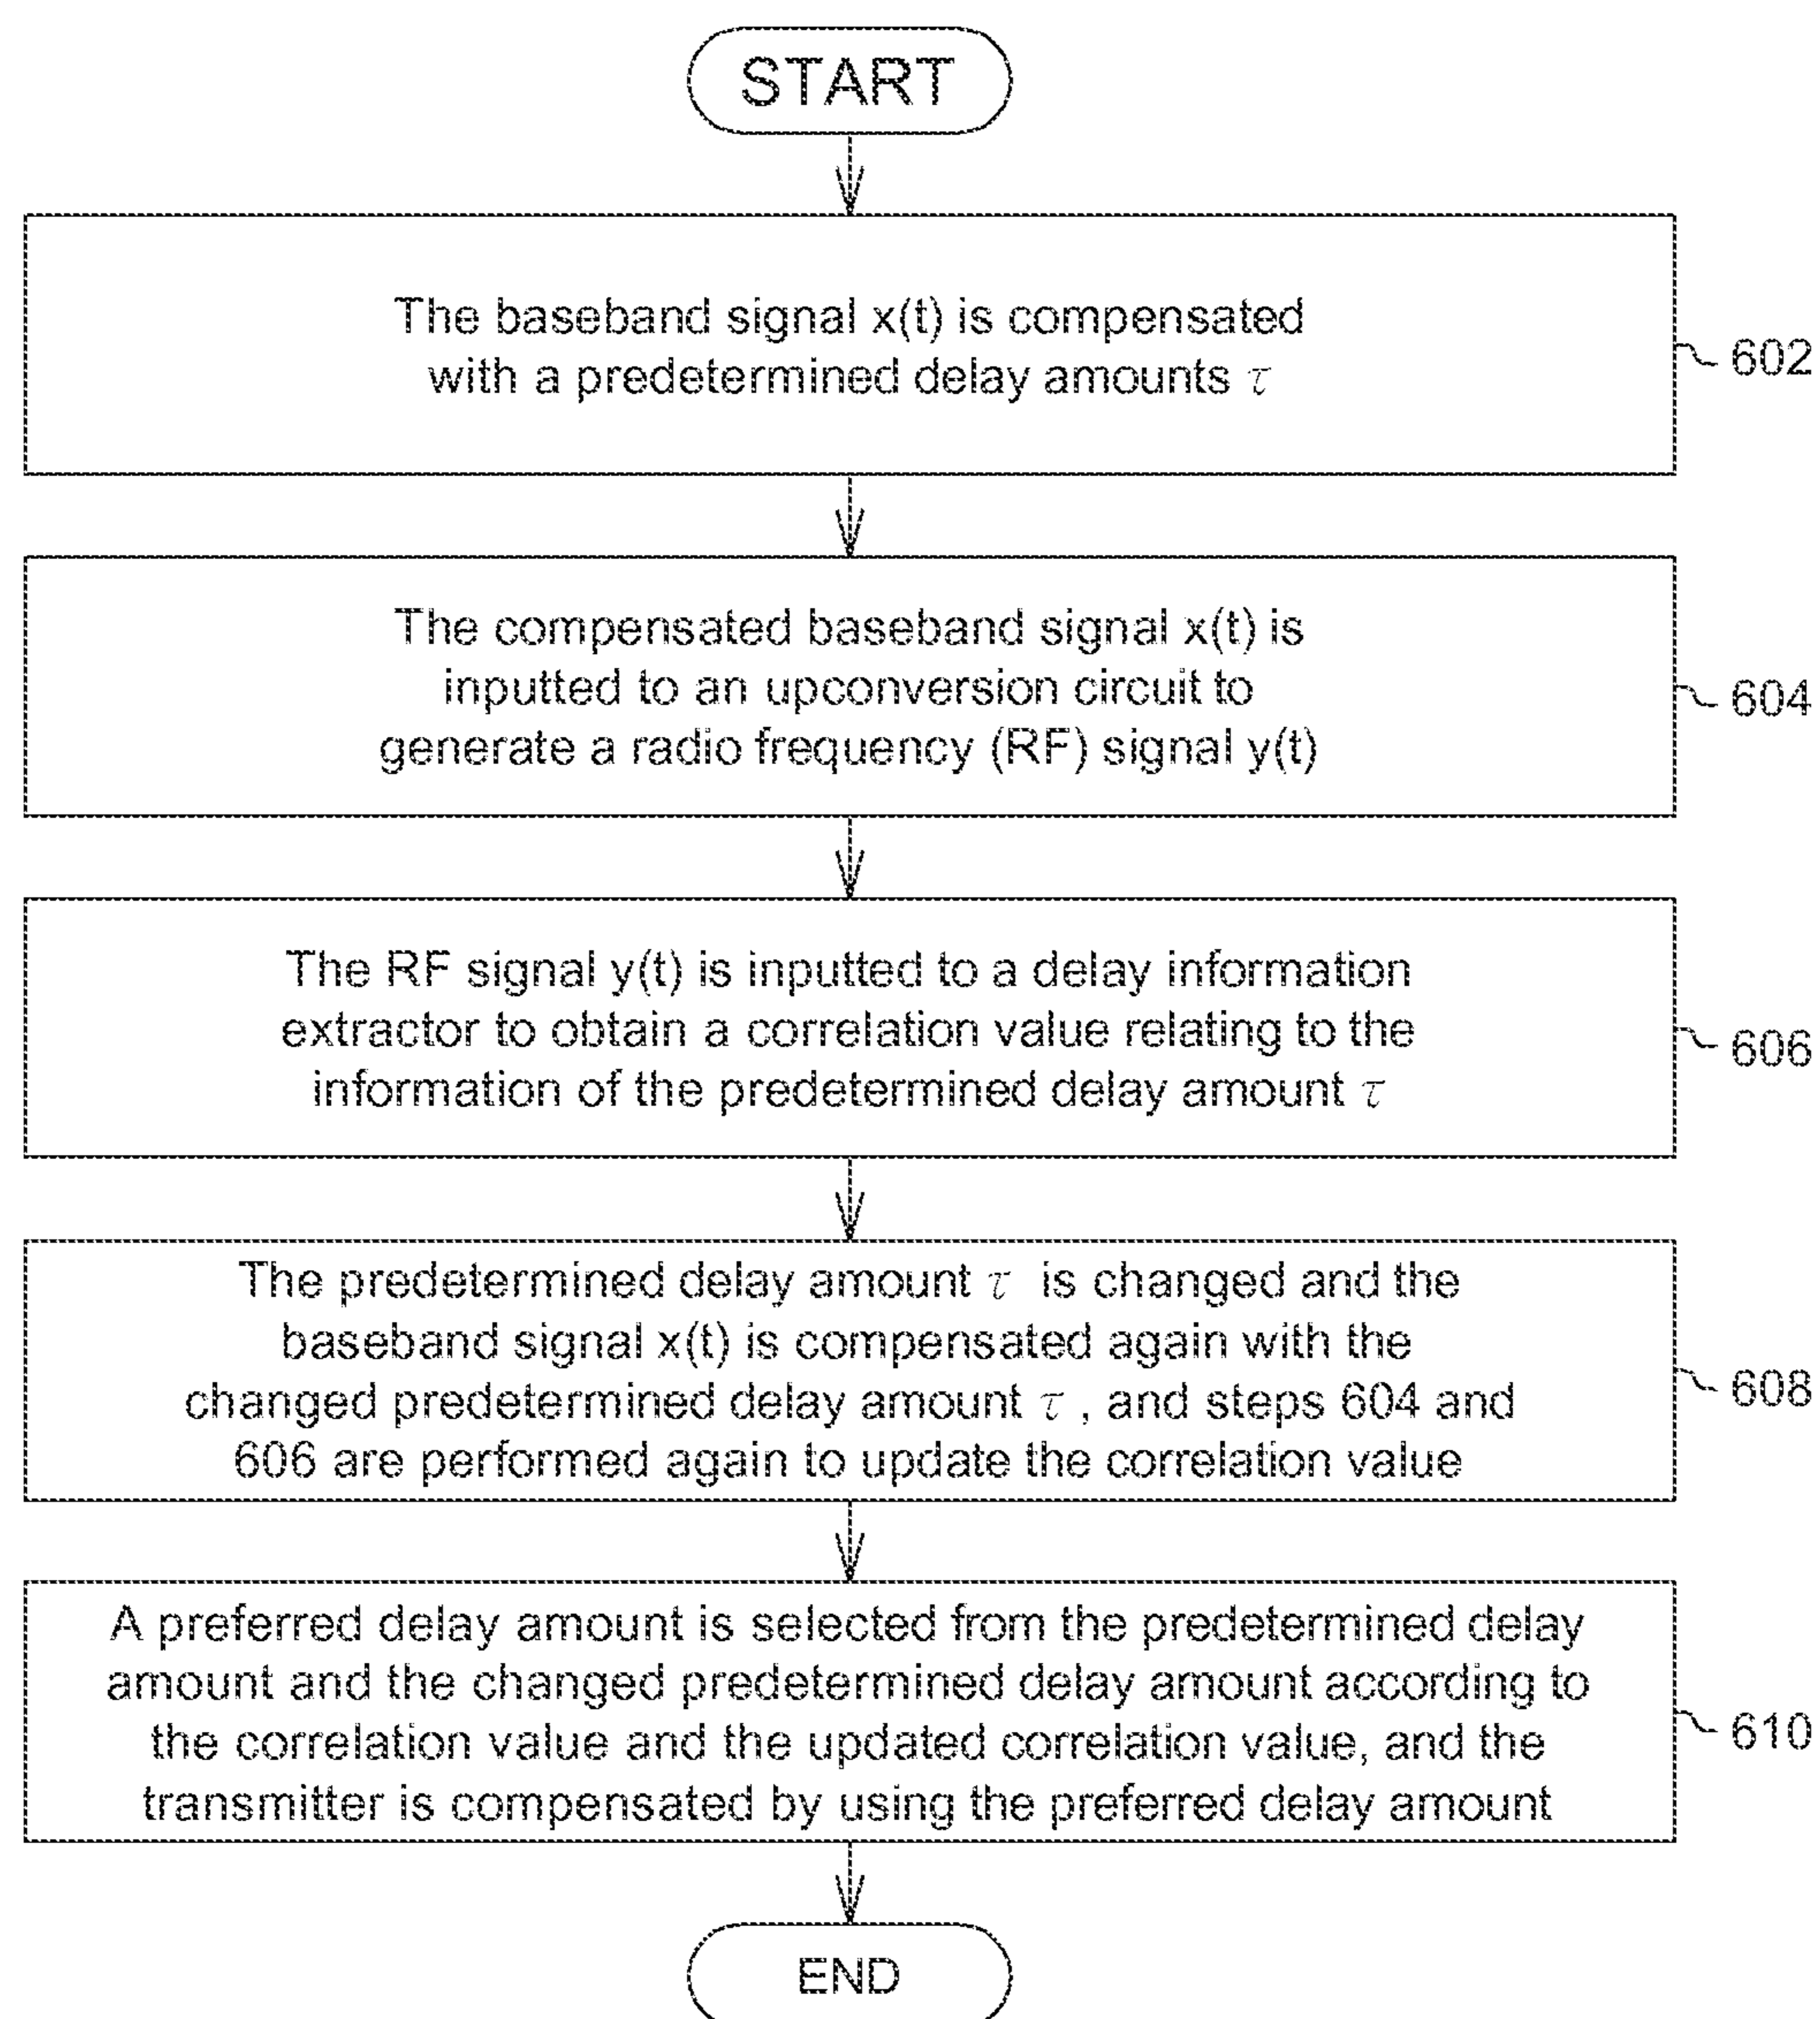 START
The baseband signal x(t) is compensated
with a predetermined delay amounts τ
602
The compensated baseband signal x(t) is
inputted to an upconversion circuit to
generate a radio frequency (RF) signal y(t)
604
The RF signal y(t) is inputted to a delay information
extractor to obtain a correlation value relating to the
information of the predetermined delay amount τ
606
The predetermined delay amount τ is changed and the
baseband signal x(t) is compensated again with the
changed predetermined delay amount τ , and steps 604 and
606 are performed again to update the correlation value
608
A preferred delay amount is selected from the predetermined delay
amount and the changed predetermined delay amount according to
the correlation value and the updated correlation value, and the
transmitter is compensated by using the preferred delay amount
610
END